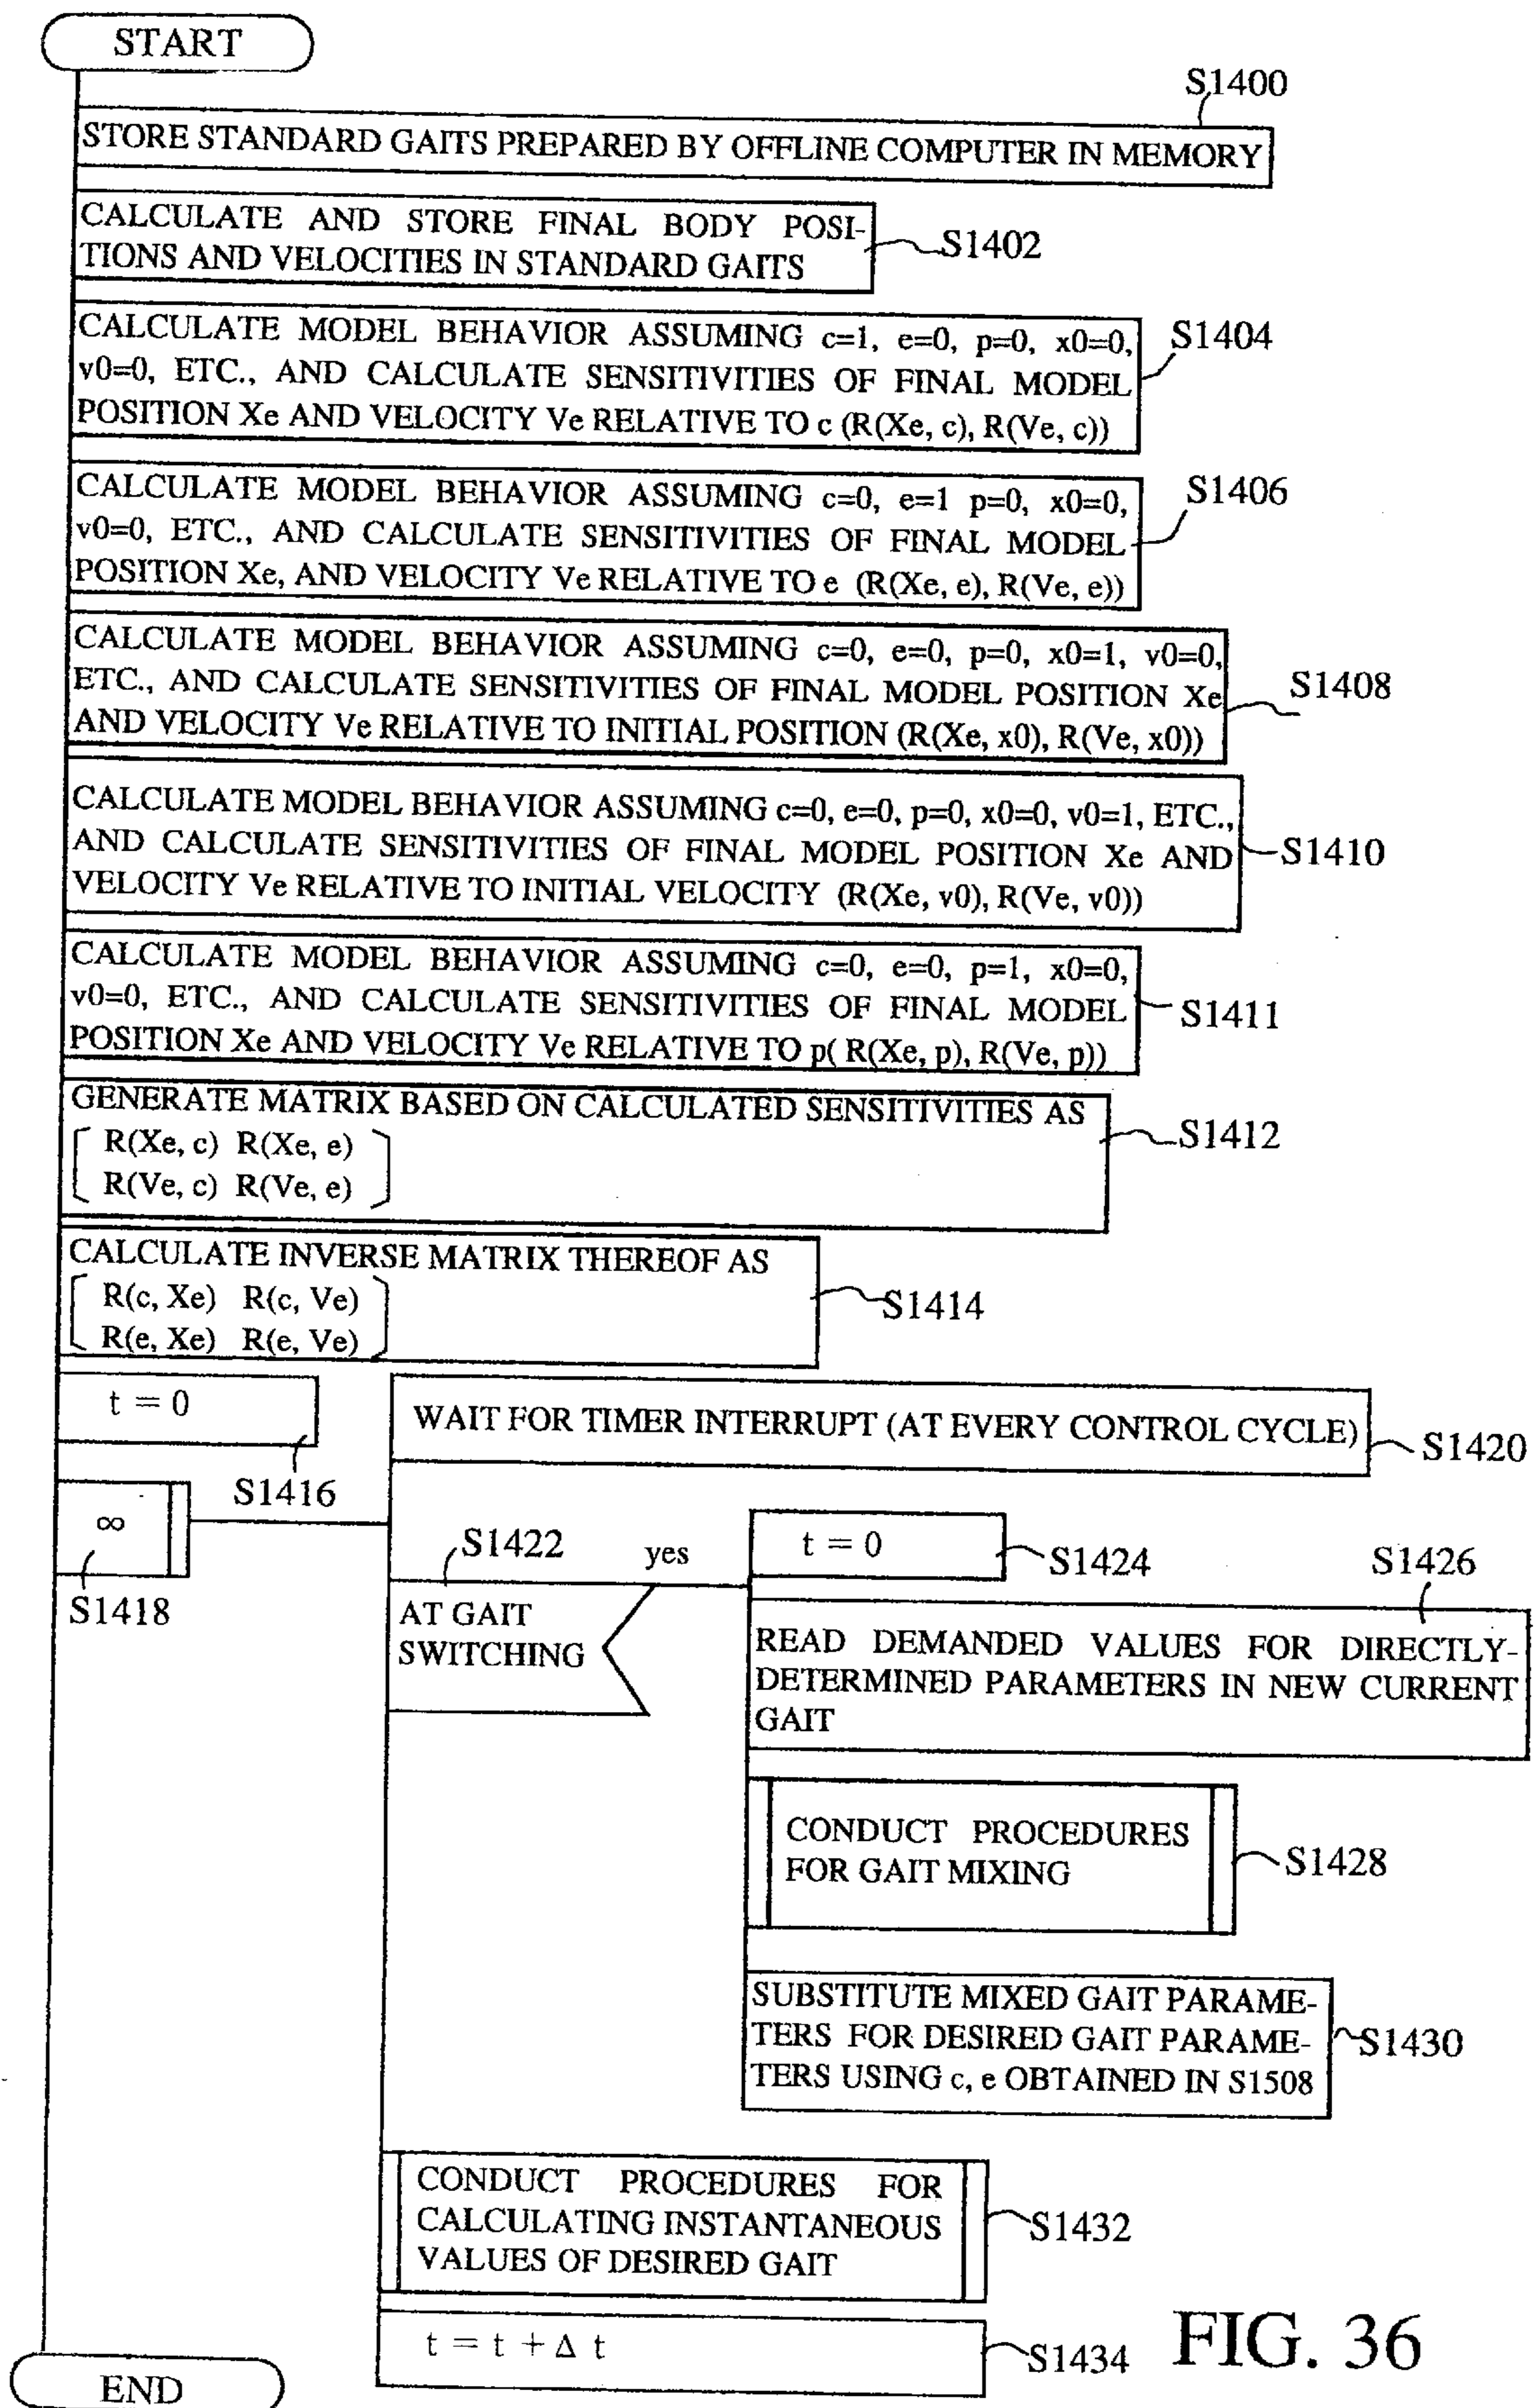 START
S1400
STORE STANDARD GAITS PREPARED BY OFFLINE COMPUTER IN MEMORY
CALCULATE AND STORE FINAL BODY POSI-
TIONS AND VELOCITIES IN STANDARD GAITS
S1402
CALCULATE MODEL BEHAVIOR ASSUMING c=1, e=0, p=0, x0=0,
v0=0, ETC., AND CALCULATE SENSITIVITIES OF FINAL MODEL
POSITION Xe AND VELOCITY Ve RELATIVE TO c (R(Xe, c), R(Ve, c))
S1404
CALCULATE MODEL BEHAVIOR ASSUMING c=0, e=1 p=0, x0=0,
v0=0, ETC., AND CALCULATE SENSITIVITIES OF FINAL MODEL
POSITION Xe, AND VELOCITY Ve RELATIVE TO e (R(Xe, e), R(Ve, e))
S1406
CALCULATE MODEL BEHAVIOR ASSUMING c=0, e=0, p=0, x0=1, v0=0,
ETC., AND CALCULATE SENSITIVITIES OF FINAL MODEL POSITION Xe
AND VELOCITY Ve RELATIVE TO INITIAL POSITION (R(Xe, x0), R(Ve, x0))
S1408
CALCULATE MODEL BEHAVIOR ASSUMING c=0, e=0, p=0, x0=0, v0=1, ETC.,
AND CALCULATE SENSITIVITIES OF FINAL MODEL POSITION Xe AND
VELOCITY Ve RELATIVE TO INITIAL VELOCITY (R(Xe, v0), R(Ve, v0))
S1410
CALCULATE MODEL BEHAVIOR ASSUMING c=0, e=0, p=1, x0=0,
v0=0, ETC., AND CALCULATE SENSITIVITIES OF FINAL MODEL
POSITION Xe AND VELOCITY Ve RELATIVE TO p( R(Xe, p), R(Ve, p))
S1411
GENERATE MATRIX BASED ON CALCULATED SENSITIVITIES AS
R(Xe, c) R(Xe, e)
R(Ve, c) R(Ve, e)
S1412
CALCULATE INVERSE MATRIX THEREOF AS
R(c, Xe) R(c, Ve)
R(e, Xe) R(e, Ve)
S1414
t = 0
S1416
WAIT FOR TIMER INTERRUPT (AT EVERY CONTROL CYCLE)
S1420
∞
S1418
S1422
yes
AT GAIT
SWITCHING
t = 0
S1424
S1426
READ DEMANDED VALUES FOR DIRECTLY-
DETERMINED PARAMETERS IN NEW CURRENT
GAIT
CONDUCT PROCEDURES
FOR GAIT MIXING
S1428
SUBSTITUTE MIXED GAIT PARAME-
TERS FOR DESIRED GAIT PARAME-
TERS USING c, e OBTAINED IN S1508
S1430
CONDUCT PROCEDURES FOR
CALCULATING INSTANTANEOUS
VALUES OF DESIRED GAIT
S1432
t = t + Δ t
S1434
FIG. 36
END